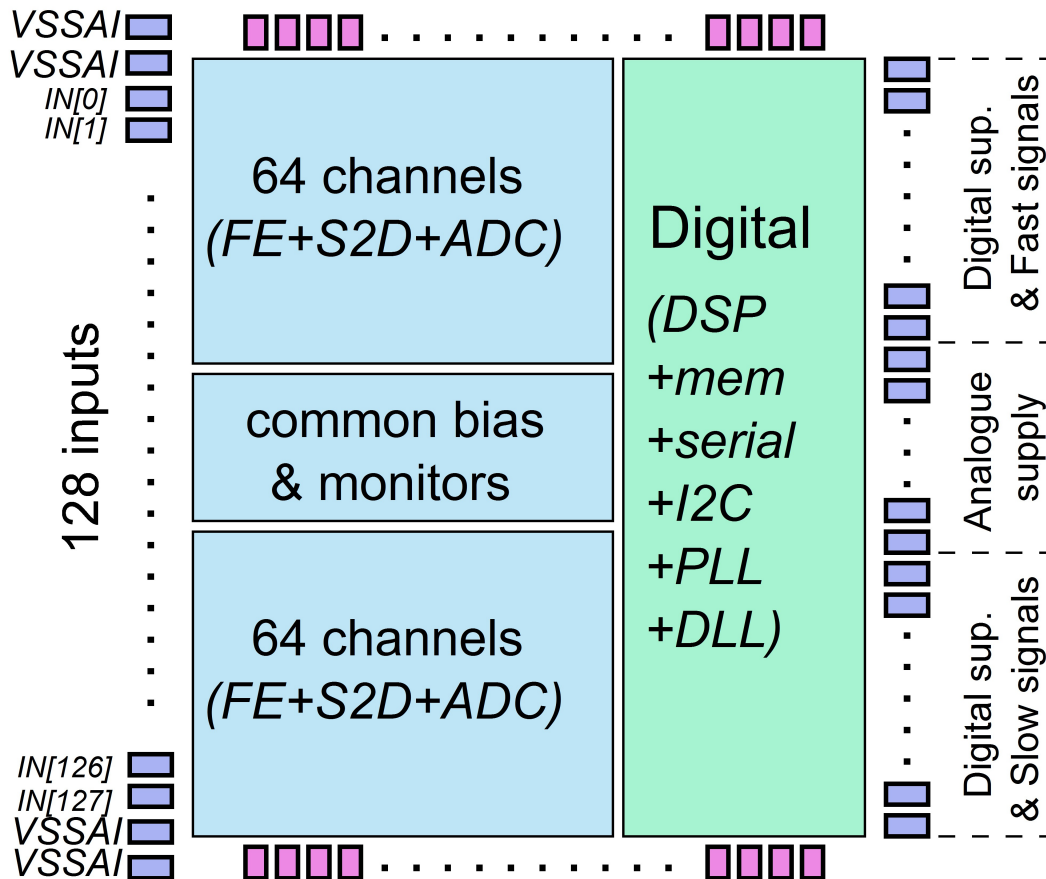 VSSAI
VSSAI
IN[0]
IN[1]
128 inputs
IN[126]
IN[127]
VSSAI
VSSAI
64 channels
(FE+S2D+ADC)
common bias
& monitors
64 channels
(FE+S2D+ADC)
Digital
(DSP
+mem
+serial
+I2C
+PLL
+DLL)
Digital sup.
& Fast signals
Analogue
supply
Digital sup.
& Slow signals